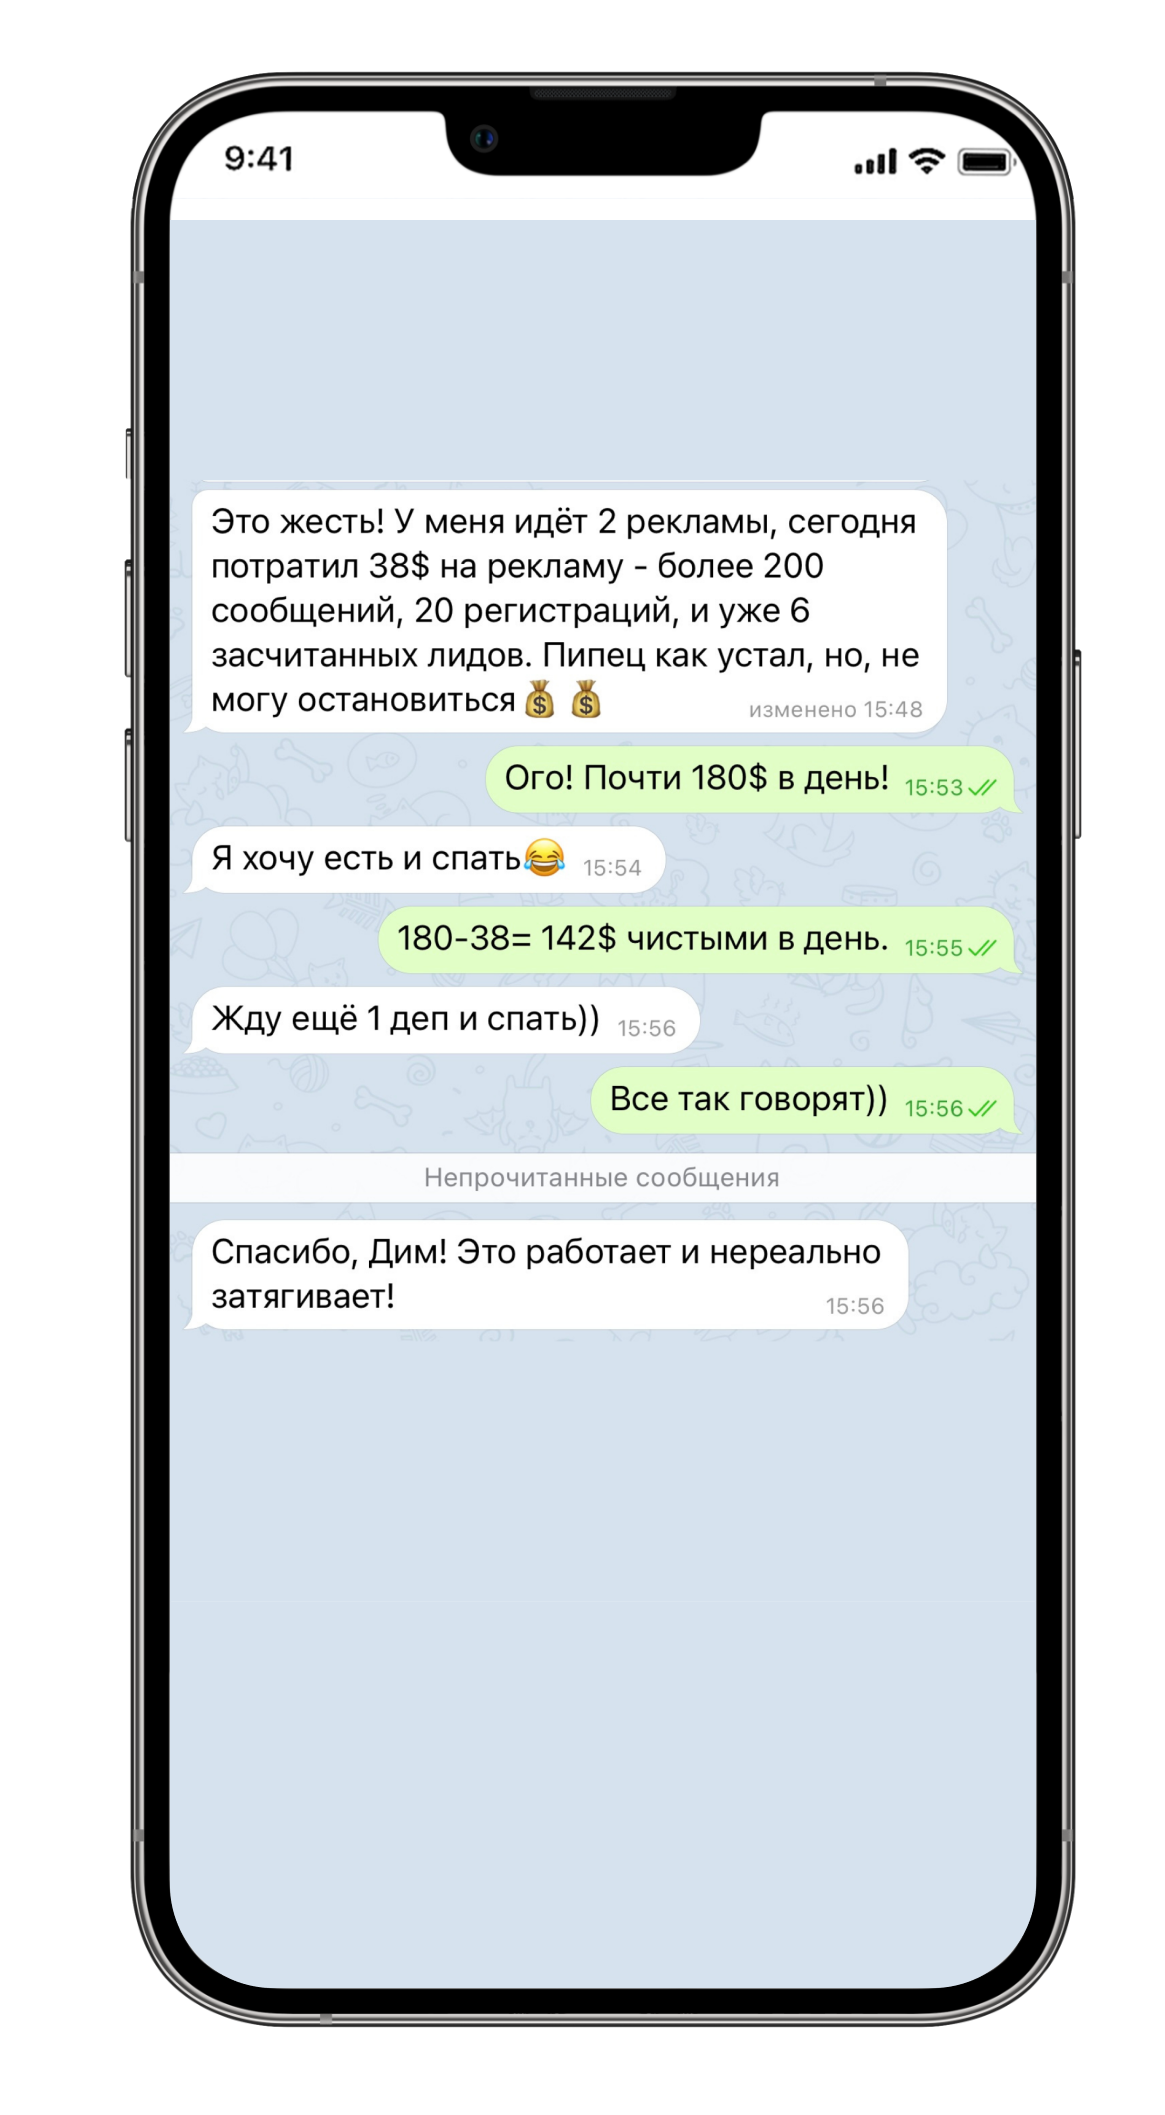 9:41
Это жесть! У меня идёт 2 рекламы, сегодня
потратил 38$ на рекламу - более 200
сообщений, 20 регистраций, и уже 6
засчитанных лидов. Пипец как устал, но, не
могу остановиться💰 💰 изменено 15:48
Ого! Почти 180$ в день! 15:53
Я хочу есть и спать😂 15:54
180-38= 142$ чистыми в день. 15:55
Жду ещё 1 деп и спать)) 15:56
Все так говорят)) 15:56
Непрочитанные сообщения
Спасибо, Дим! Это работает и нереально
затягивает! 15:56